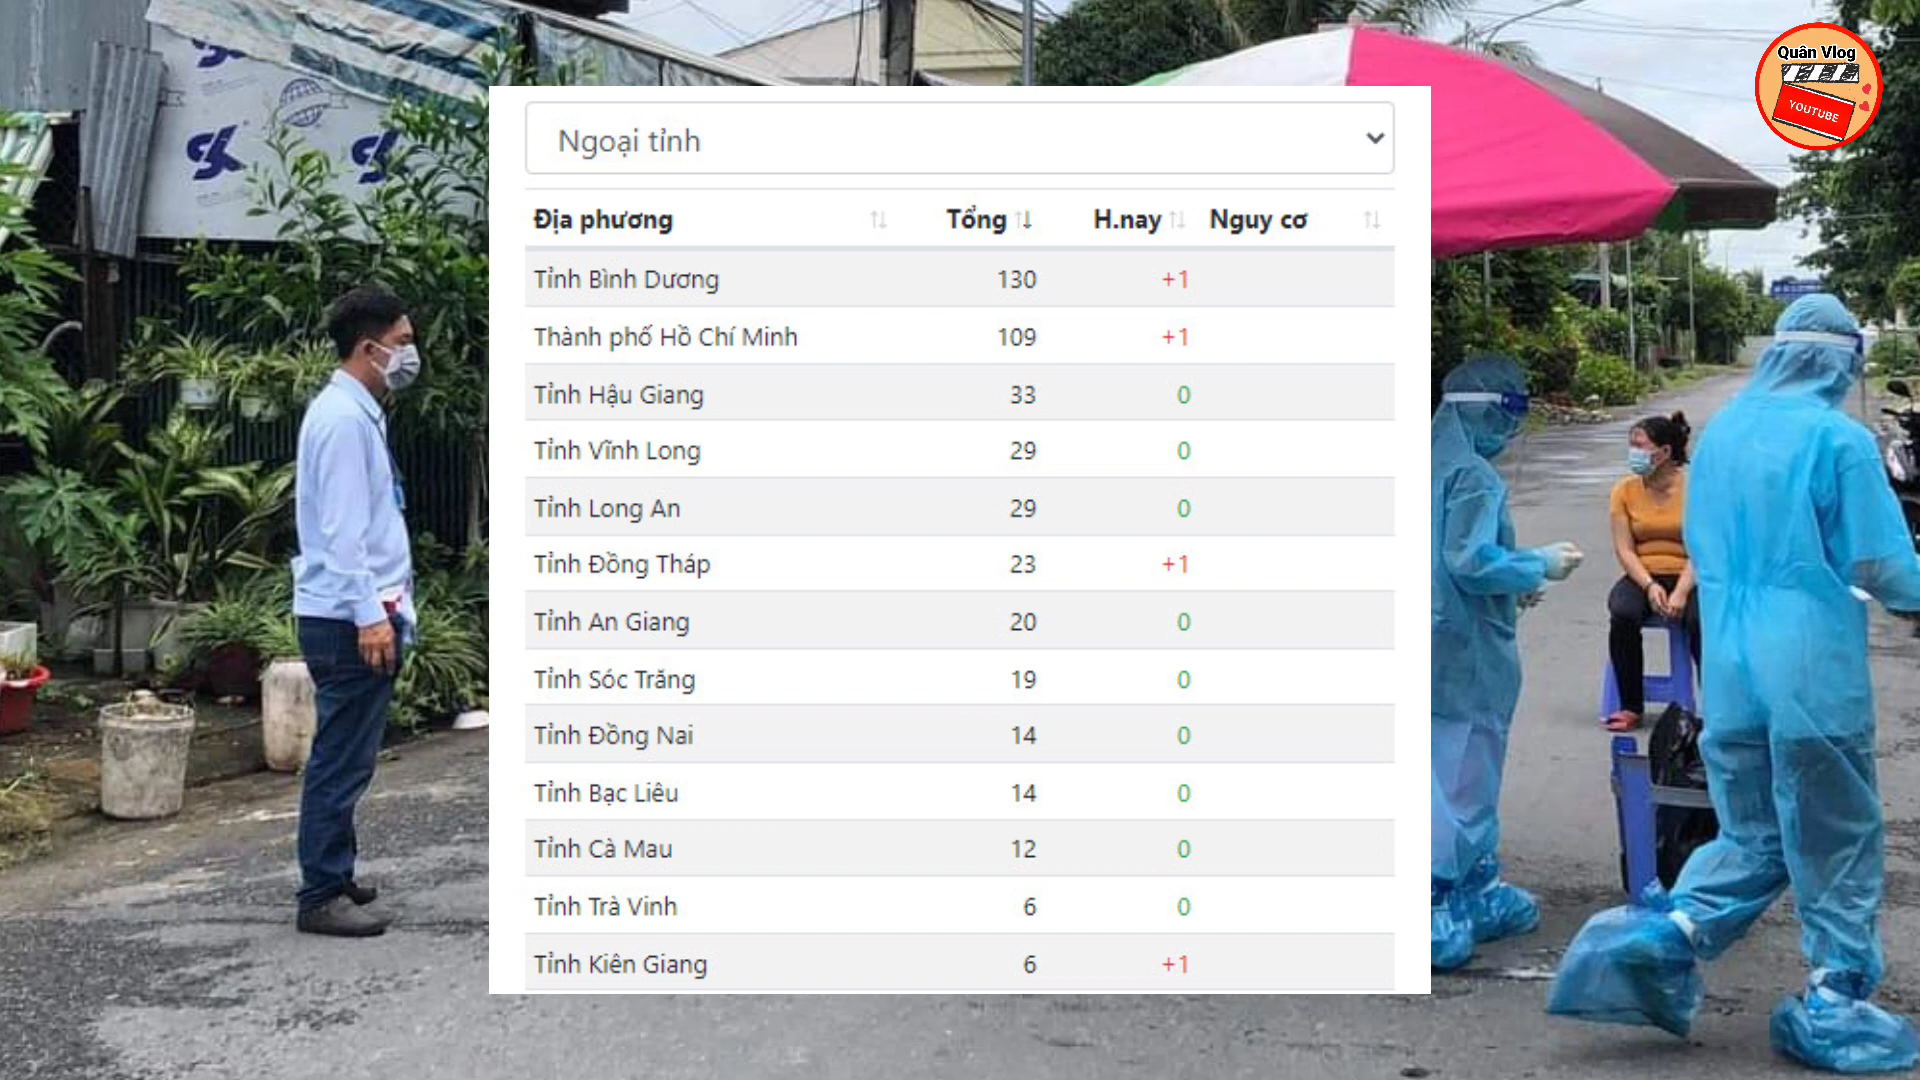 Quân Vlog
YOUTUBE
Ngoại tỉnh
Địa phương Tổng H.nay Nguy cơ
Tỉnh Bình Dương 130 +1
Thành phố Hồ Chí Minh 109 +1
Tỉnh Hậu Giang 33 0
Tỉnh Vĩnh Long 29 0
Tỉnh Long An 29 0
Tỉnh Đồng Tháp 23 +1
Tỉnh An Giang 20 0
Tỉnh Sóc Trăng 19 0
Tỉnh Đồng Nai 14 0
Tỉnh Bạc Liêu 14 0
Tỉnh Cà Mau 12 0
Tỉnh Trà Vinh 6 0
Tỉnh Kiên Giang 6 +1